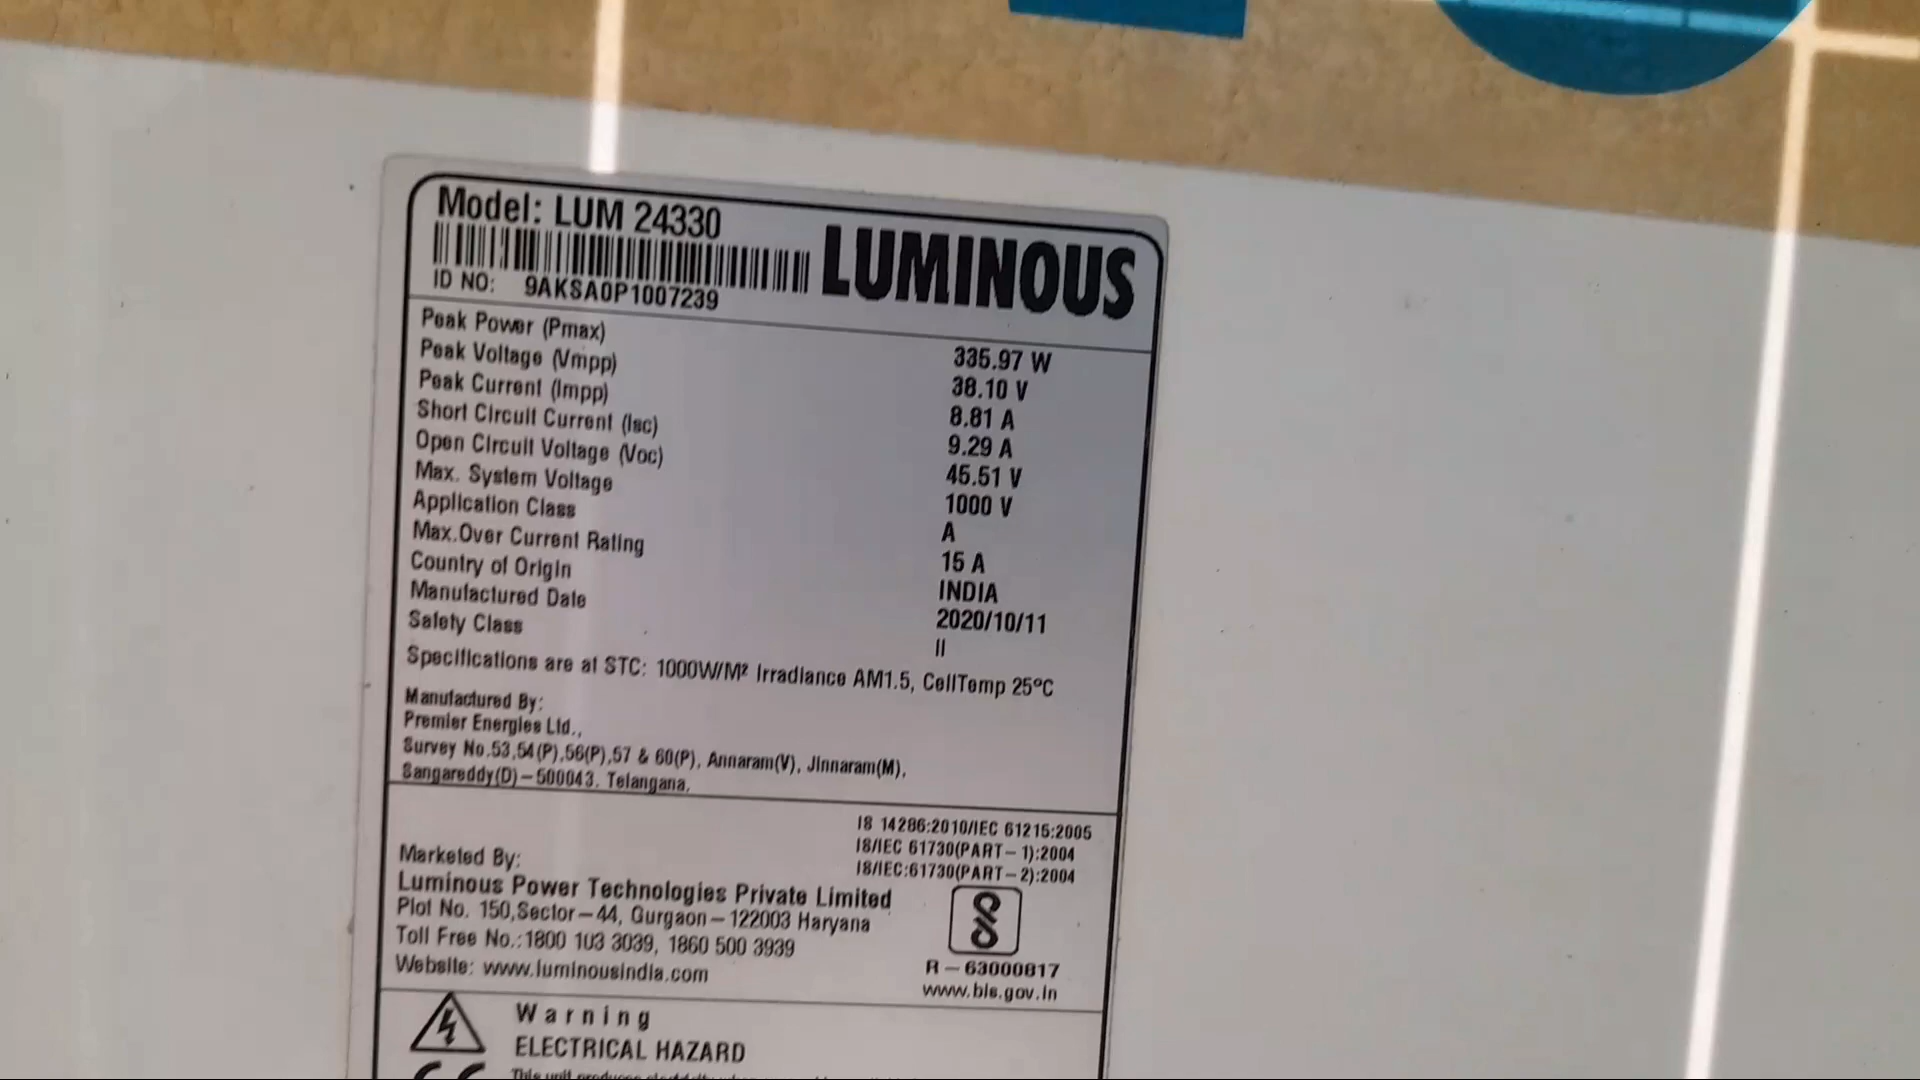 Model: LUM 24330
LUMINOUS
ID NO: 9AKSA0P1007239
Peak Power (Pmax) 335.97 W
Peak Voltage (Vmpp) 38.10 V
Peak Current (Impp) 8.81 A
Short Circuit Current (Isc) 9.29 A
Open Circuit Voltage (Voc) 45.51 V
Max. System Voltage 1000 V
Application Class A
Max.Over Current Rating 15 A
Country of Origin INDIA
Manufactured Date 2020/10/11
Safety Class II
Specifications are at STC: 1000W/M² Irradiance AM1.5, CellTemp 25°C
Manufactured By:
Premier Energies Ltd.,
Survey No.53,54(P),56(P),57 & 60(P), Annaram(V), Jinnaram(M),
Sangareddy(D)-500043. Telangana.
IS 14286:2010/IEC 61215:2005
IS/IEC 61730(PART-1):2004
IS/IEC:61730(PART-2):2004
Marketed By:
Luminous Power Technologies Private Limited
Plot No. 150,Sector-44, Gurgaon-122003 Haryana
Toll Free No.:1800 103 3039, 1860 500 3939
Website: www.luminousindia.com
R-63000817
www.bis.gov.in
Warning
ELECTRICAL HAZARD
This unit produces electricity when